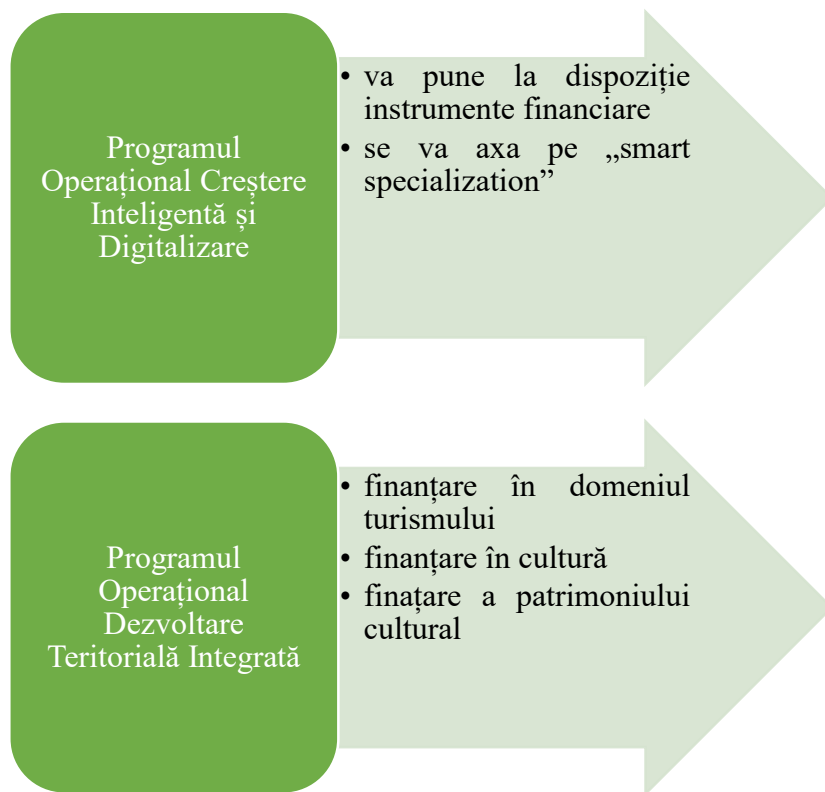 Programul
Operațional Creștere
Inteligentă și
Digitalizare
• va pune la dispoziție
instrumente financiare
• se va axa pe „smart
specialization”
Programul
Operațional
Dezvoltare
Teritorială Integrată
• finanțare în domeniul
turismului
• finanțare în cultură
• finațare a patrimoniului
cultural